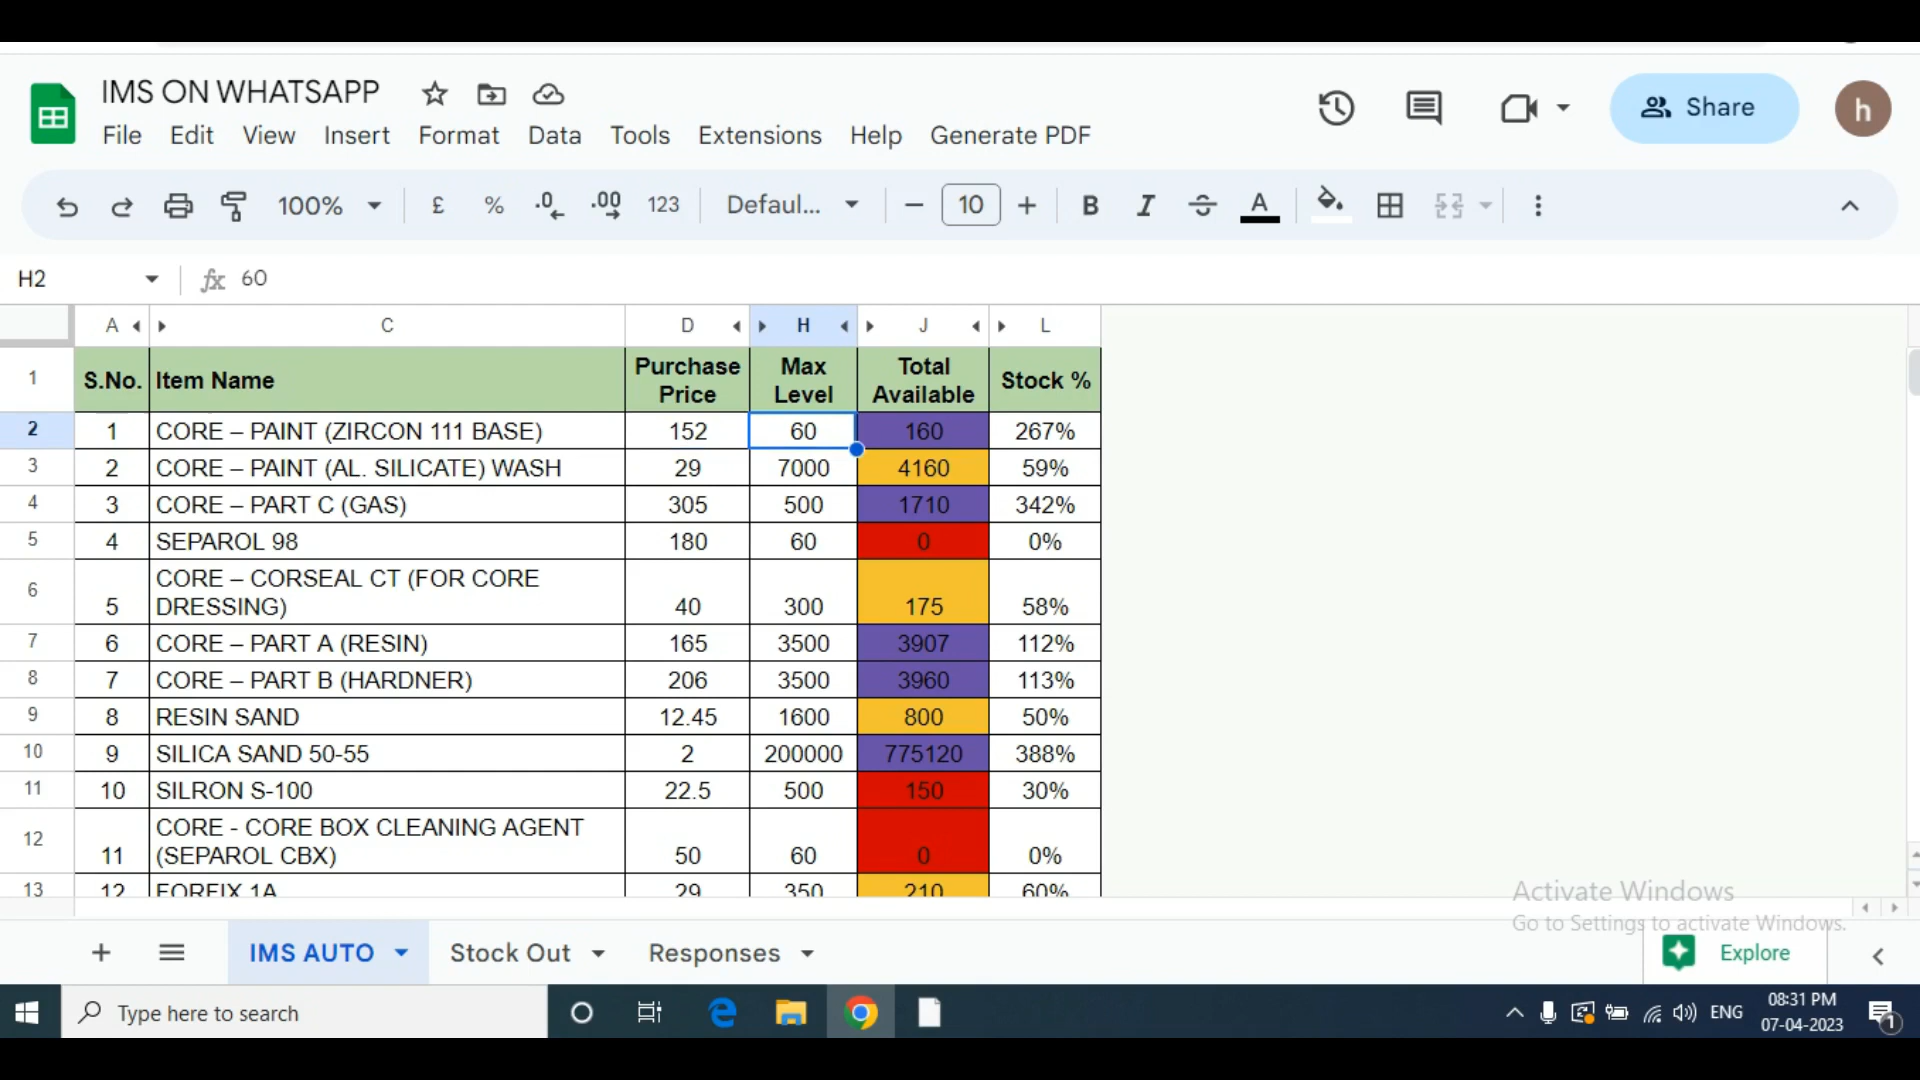 IMS ON WHATSAPP
Share
h
File Edit View Insert Format Data Tools Extensions Help Generate PDF
100% £ % .0 .00 123 Defaul... 10 B I A
H2 fx 60
A C D H J L
1 S.No. Item Name Purchase Price Max Level Total Available Stock %
2 1 CORE – PAINT (ZIRCON 111 BASE) 152 60 160 267%
3 2 CORE – PAINT (AL. SILICATE) WASH 29 7000 4160 59%
4 3 CORE – PART C (GAS) 305 500 1710 342%
5 4 SEPAROL 98 180 60 0 0%
6 5 CORE – CORSEAL CT (FOR CORE DRESSING) 40 300 175 58%
7 6 CORE – PART A (RESIN) 165 3500 3907 112%
8 7 CORE – PART B (HARDNER) 206 3500 3960 113%
9 8 RESIN SAND 12.45 1600 800 50%
10 9 SILICA SAND 50-55 2 200000 775120 388%
11 10 SILRON S-100 22.5 500 150 30%
12 11 CORE - CORE BOX CLEANING AGENT (SEPAROL CBX) 50 60 0 0%
13 12 FORFIX 1A 29 350 210 60%
Activate Windows
Go to Settings to activate Windows.
IMS AUTO Stock Out Responses Explore
Type here to search
ENG
08:31 PM
07-04-2023
1